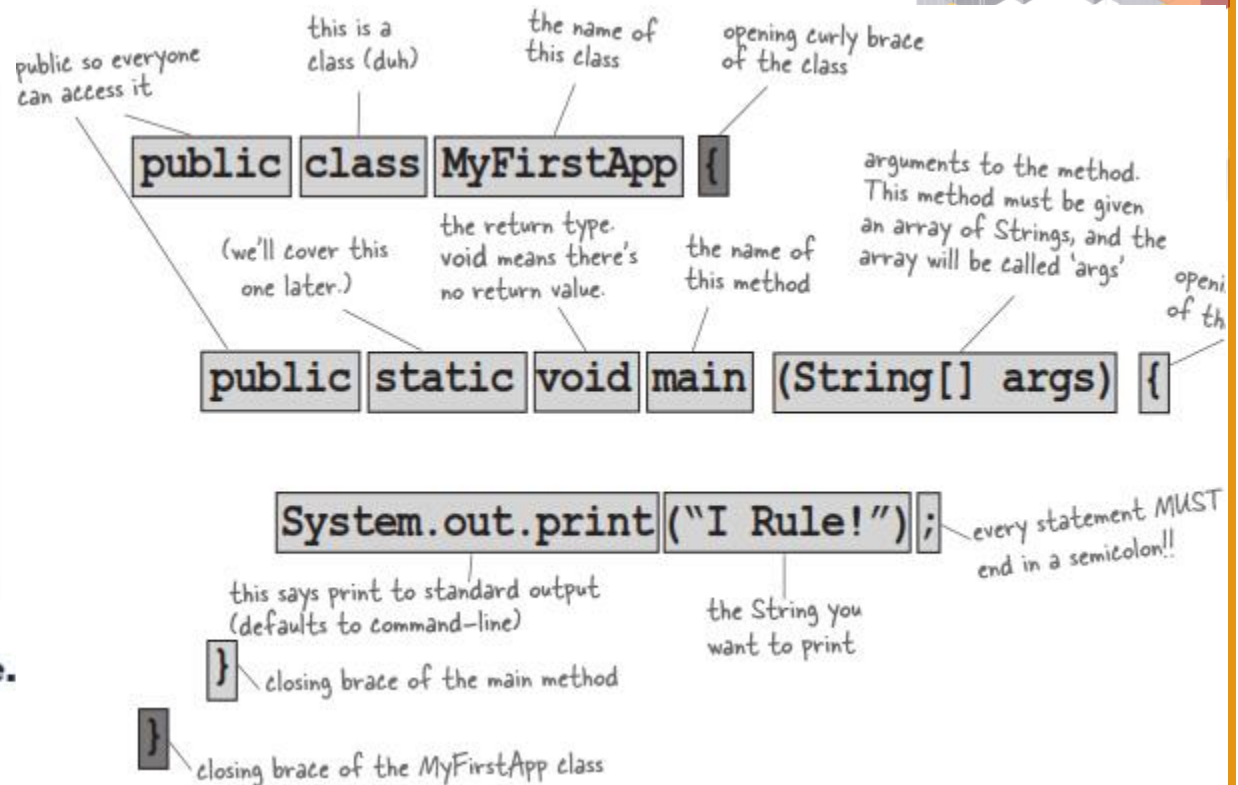 public so everyone
can access it
this is a
class (duh)
the name of
this class
opening curly brace
of the class
public class MyFirstApp {
(we'll cover this
one later.)
the return type.
void means there's
no return value.
the name of
this method
arguments to the method.
This method must be given
an array of Strings, and the
array will be called 'args'
of
public static void main (String[] args) {
System.out.print("I Rule!");
every statement MUST
end in a semicolon!!
this says print to standard output
(defaults to command-line)
the String you
want to print
}
closing brace of the main method
}
closing brace of the MyFirstApp class